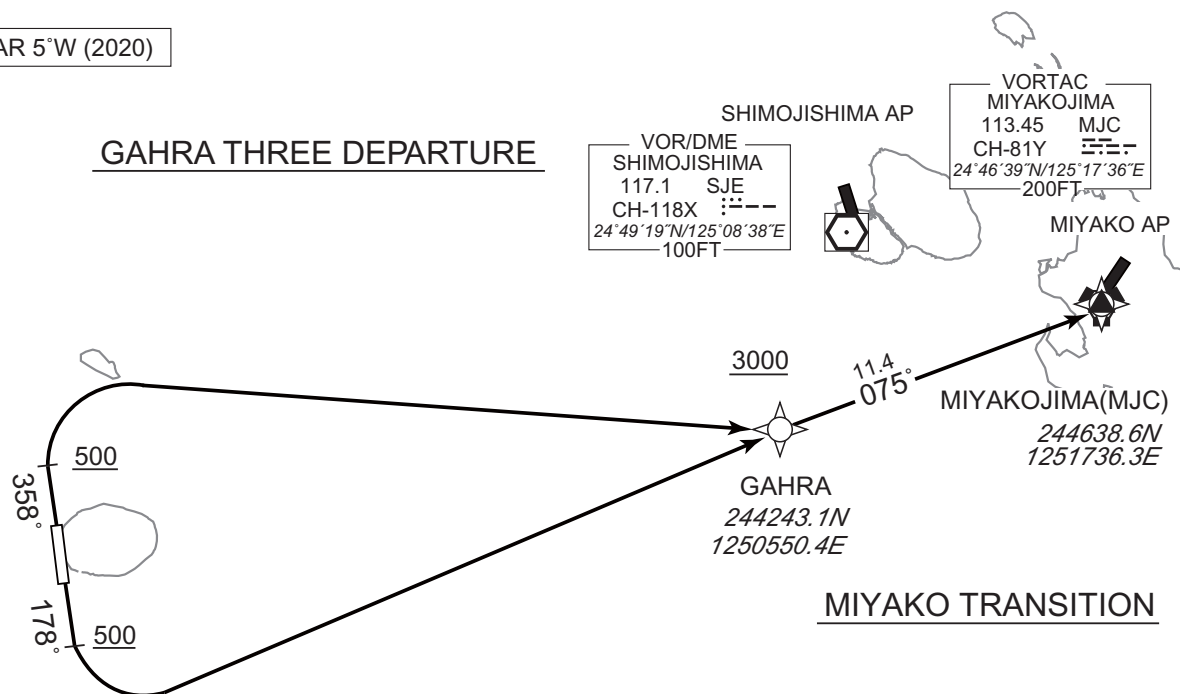 AR 5°W (2020)
GAHRA THREE DEPARTURE
SHIMOJISHIMA AP
VOR/DME
SHIMOJISHIMA
117.1 SJE
CH-118X
24°49´19˝N/125°08´38˝E
100FT
VORTAC
MIYAKOJIMA
113.45 MJC
CH-81Y
24°46´39˝N/125°17´36˝E
200FT
MIYAKO AP
3000
11.4
075°
MIYAKOJIMA(MJC)
244638.6N
1251736.3E
500
358°
GAHRA
244243.1N
1250550.4E
178°
500
MIYAKO TRANSITION